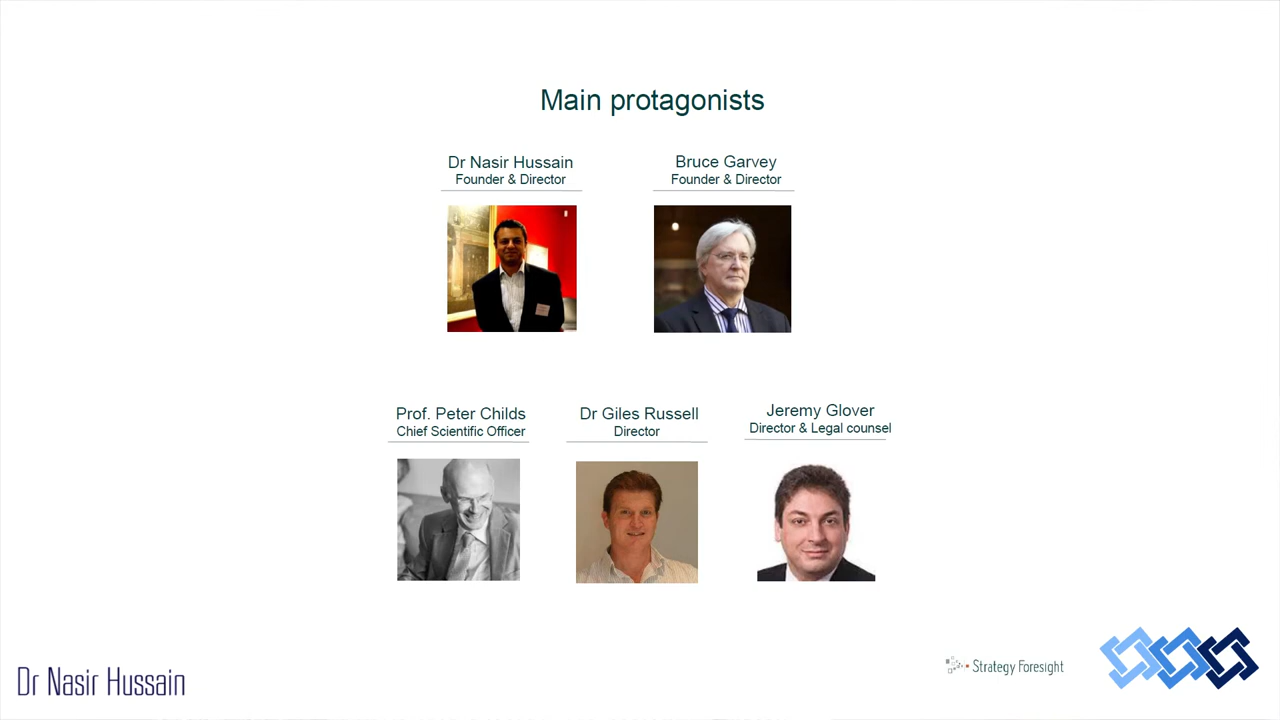 Main protagonists
Dr Nasir Hussain
Founder & Director
Bruce Garvey
Founder & Director
Prof. Peter Childs
Chief Scientific Officer
Dr Giles Russell
Director
Jeremy Glover
Director & Legal counsel
Dr Nasir Hussain
Strategy Foresight